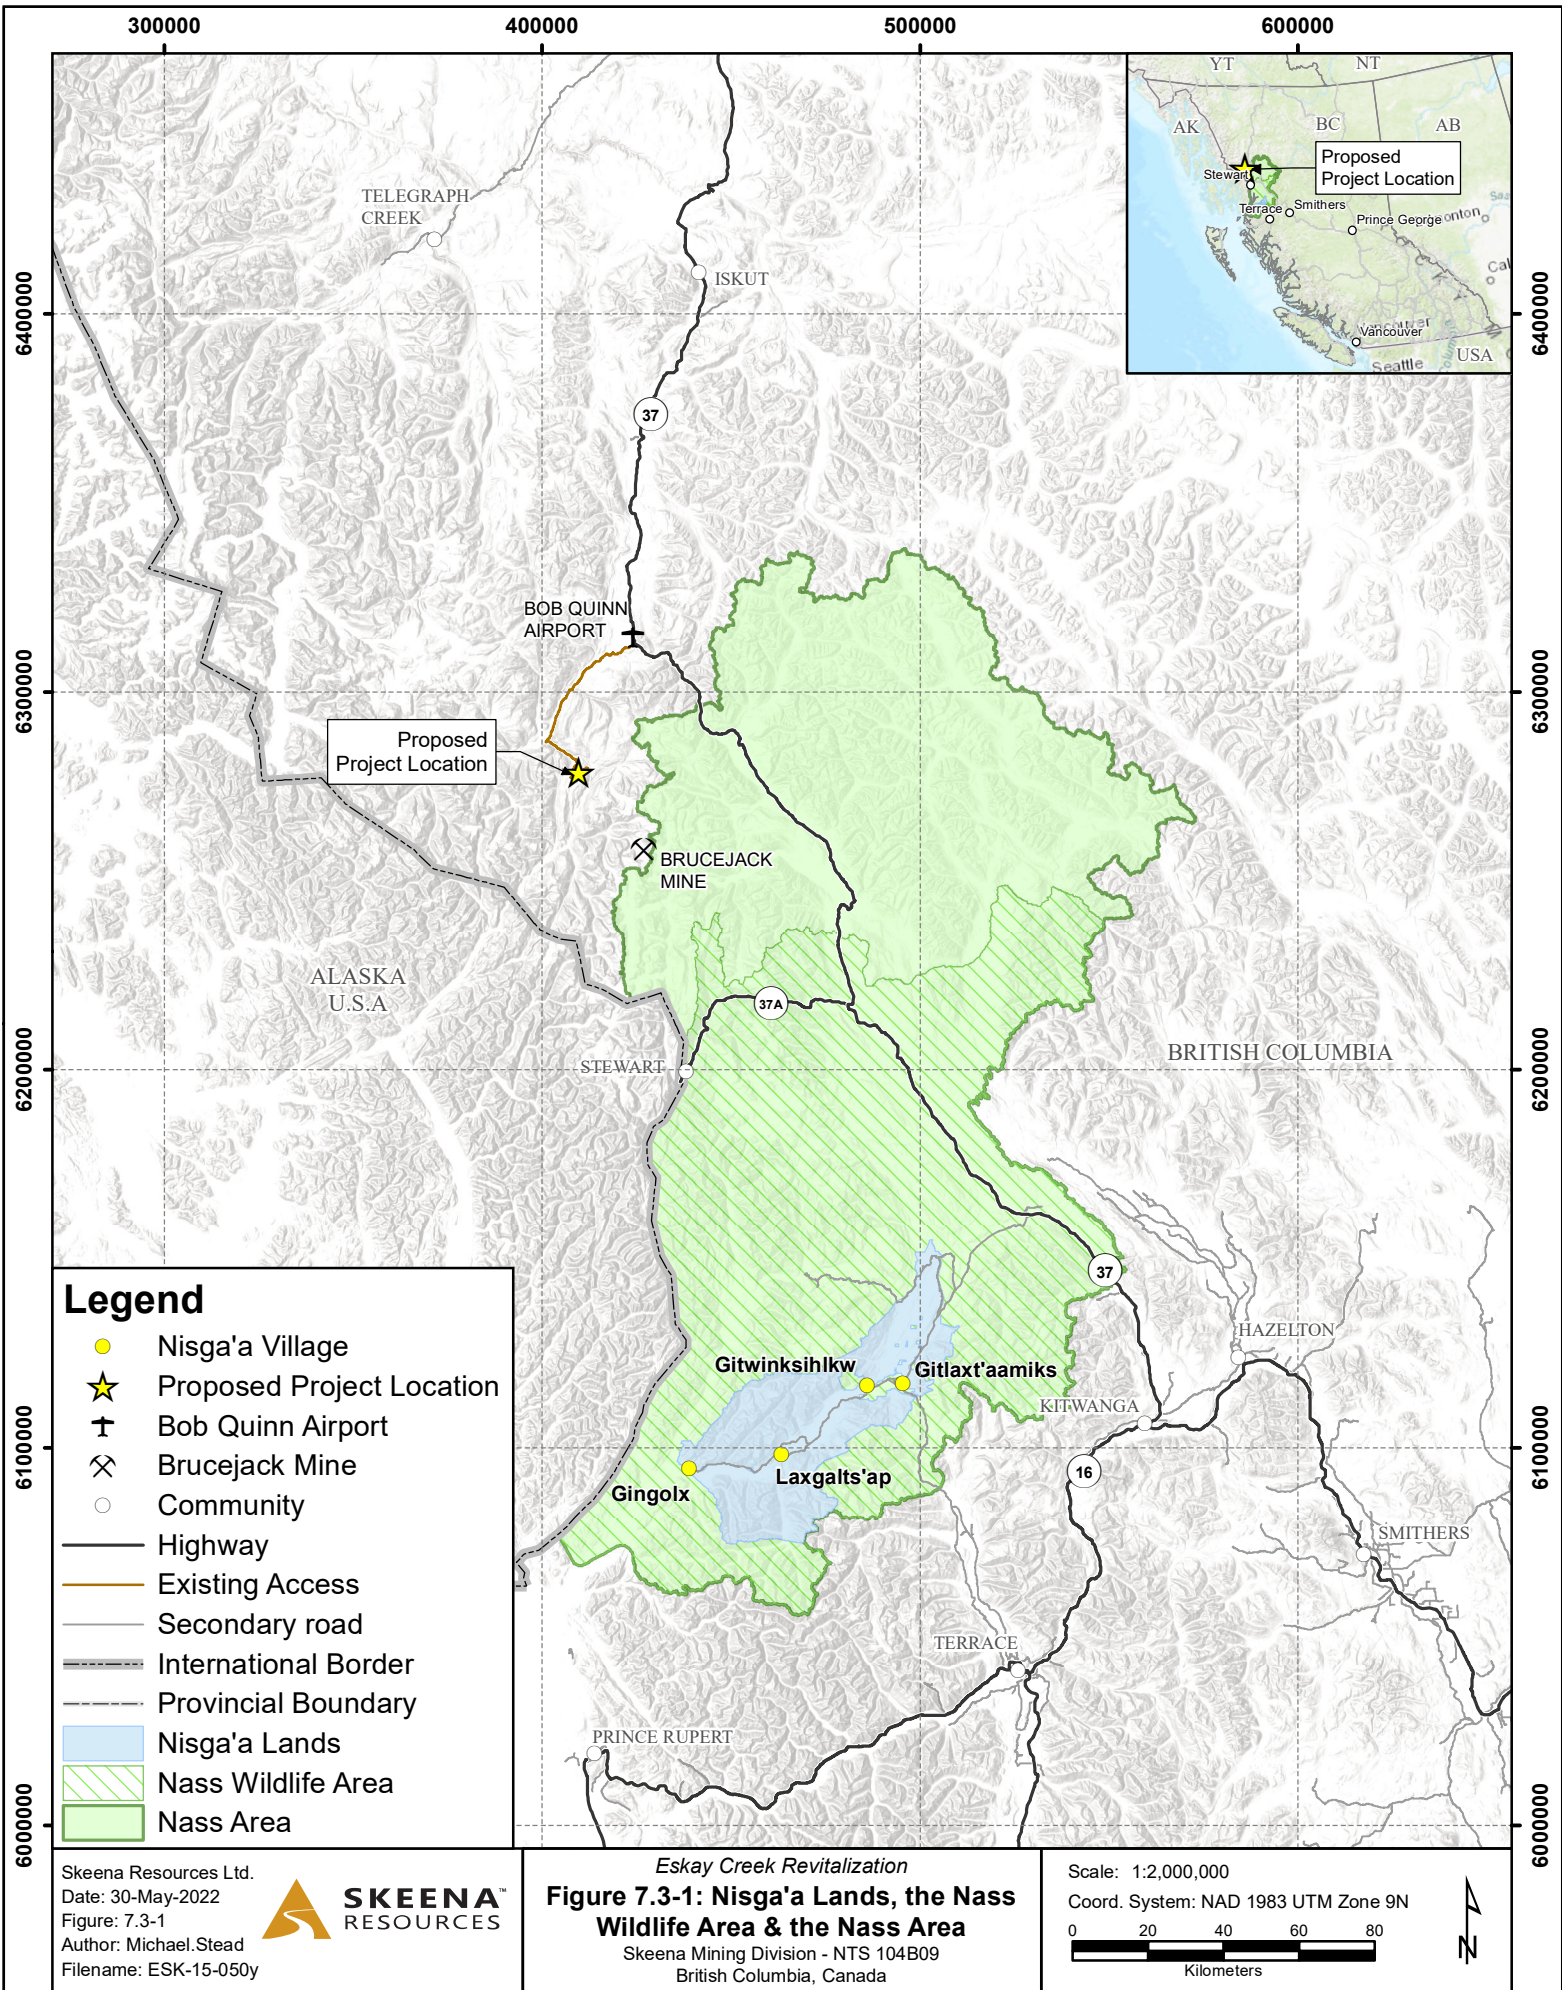 300000
400000
500000
600000
YT
NT
AK
BC
AB
Proposed
Project Location
Stewart
Terrace
Smithers
Prince George
Vancouver
Seattle
USA
TELEGRAPH
CREEK
ISKUT
6400000
6400000
37
BOB QUINN
AIRPORT
6300000
6300000
Proposed
Project Location
BRUCEJACK
MINE
ALASKA
U.S.A
37A
STEWART
BRITISH COLUMBIA
6200000
6200000
37
HAZELTON
Gitwinksihlkw
Gitlaxt'aamiks
KITWANGA
6100000
6100000
16
Laxgalts'ap
Gingolx
SMITHERS
TERRACE
PRINCE RUPERT
6000000
6000000
Legend
Nisga'a Village
Proposed Project Location
Bob Quinn Airport
Brucejack Mine
Community
Highway
Existing Access
Secondary road
International Border
Provincial Boundary
Nisga'a Lands
Nass Wildlife Area
Nass Area
Skeena Resources Ltd.
Date: 30-May-2022
Figure: 7.3-1
Author: Michael.Stead
Filename: ESK-15-050y
SKEENA™
RESOURCES
Eskay Creek Revitalization
Figure 7.3-1: Nisga'a Lands, the Nass
Wildlife Area & the Nass Area
Skeena Mining Division - NTS 104B09
British Columbia, Canada
Scale: 1:2,000,000
Coord. System: NAD 1983 UTM Zone 9N
0 20 40 60 80
Kilometers
N